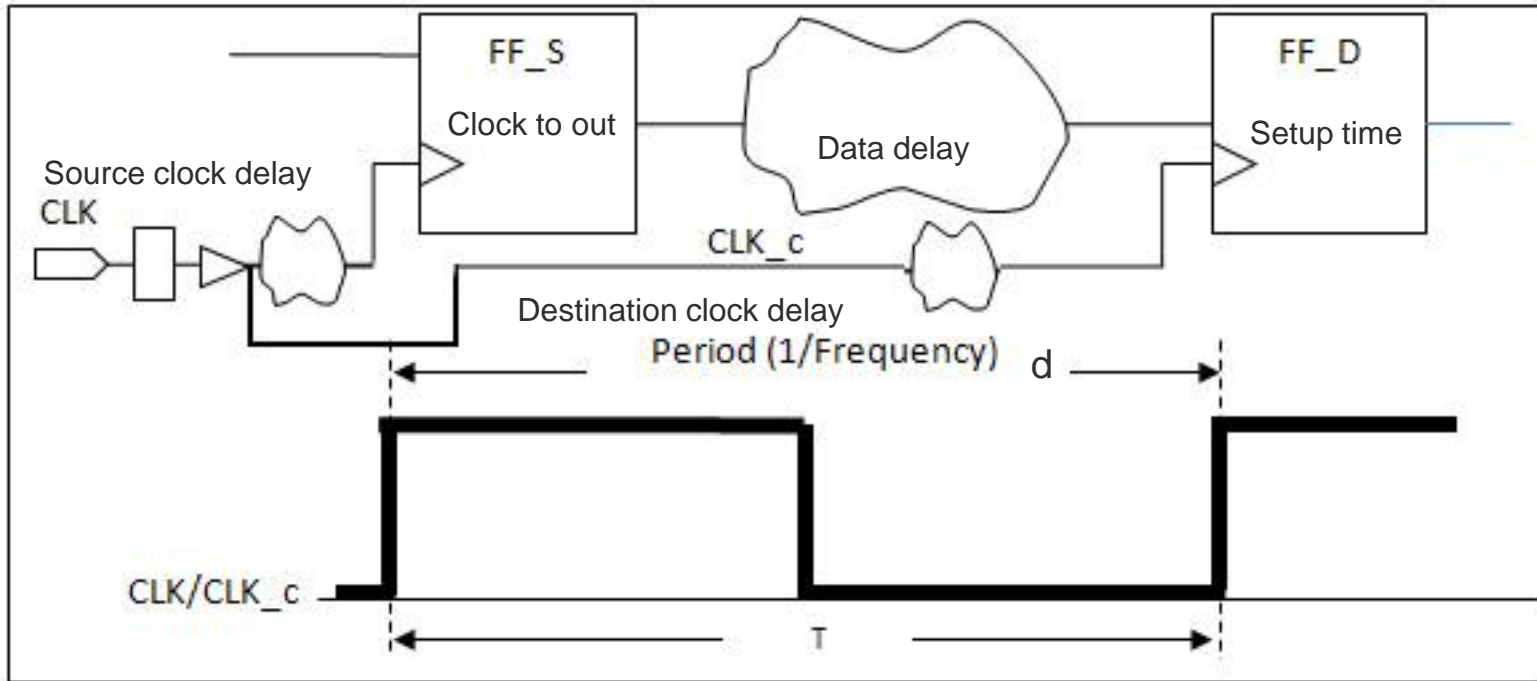 FF_S
FF_D
Clock to out
Setup time
Data delay
Source clock delay
CLK
CLK_c
Destination clock delay
Period (1/Frequency) d
CLK/CLK_c
T